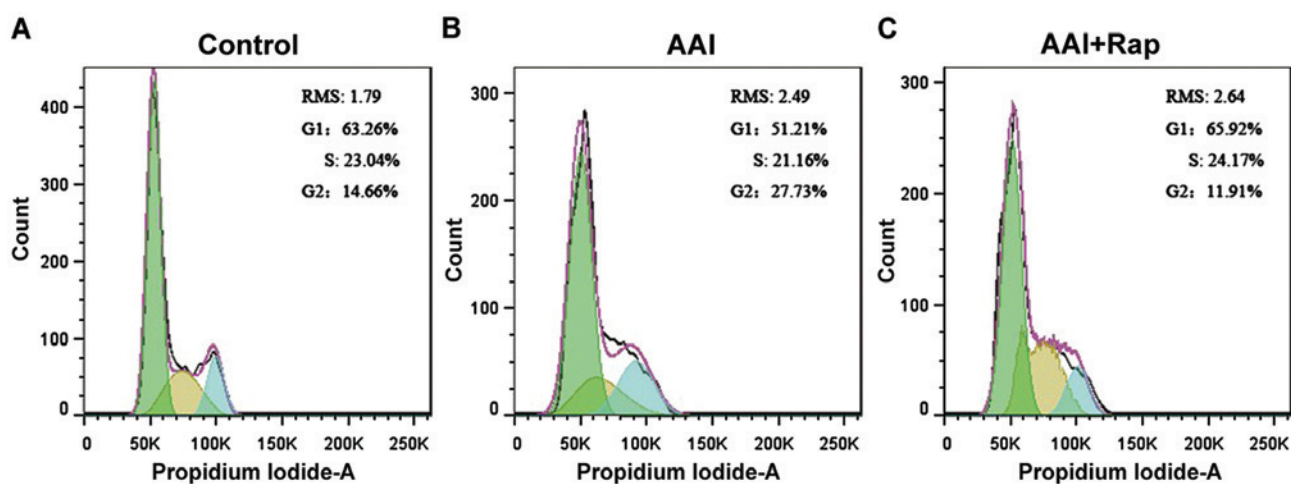 A
Control
RMS: 1.79
G1: 63.26%
S: 23.04%
G2: 14.66%
Count
400
300
200
100
0
0 50K 100K 150K 200K 250K
Propidium Iodide-A
B
AAI
RMS: 2.49
G1: 51.21%
S: 21.16%
G2: 27.73%
Count
300
200
100
0
0 50K 100K 150K 200K 250K
Propidium Iodide-A
C
AAI+Rap
RMS: 2.64
G1: 65.92%
S: 24.17%
G2: 11.91%
Count
300
200
100
0
0 50K 100K 150K 200K 250K
Propidium Iodide-A